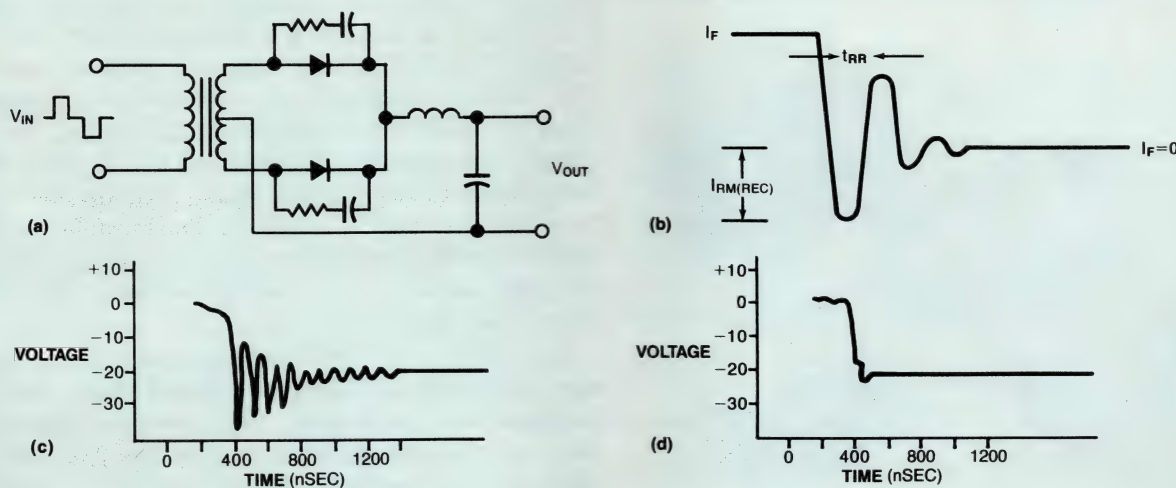 V_IN
V_OUT
(a)
I_F
t_RR
I_RM(REC)
I_F=0
(b)
+10
0
−10
−20
−30
VOLTAGE
0 400 800 1200
TIME (nSEC)
(c)
+10
0
−10
−20
−30
VOLTAGE
0 400 800 1200
TIME (nSEC)
(d)